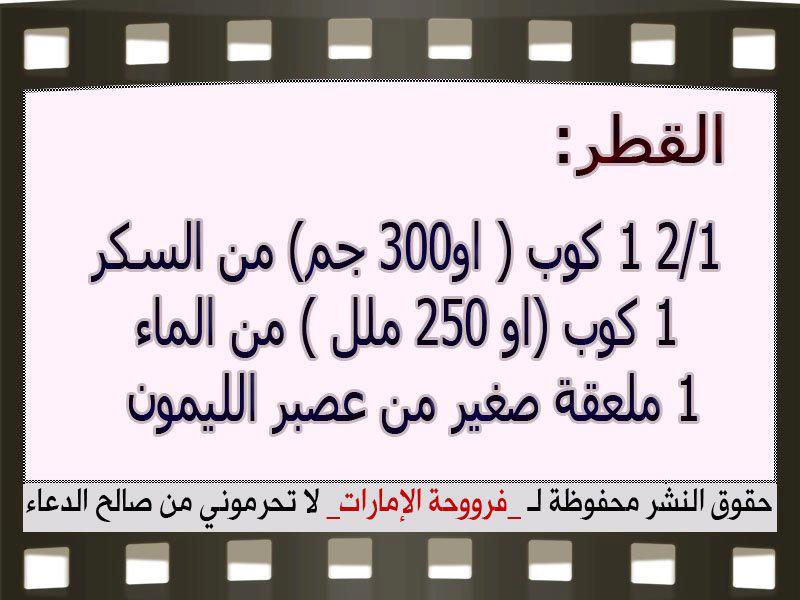 القطر:
2/1 1 كوب ( او300 جم) من السكر
1 كوب (او 250 ملل ) من الماء
1 ملعقة صغير من عصبر الليمون
حقوق النشر محفوظة لـ _فرووحة الإمارات_ لا تحرموني من صالح الدعاء